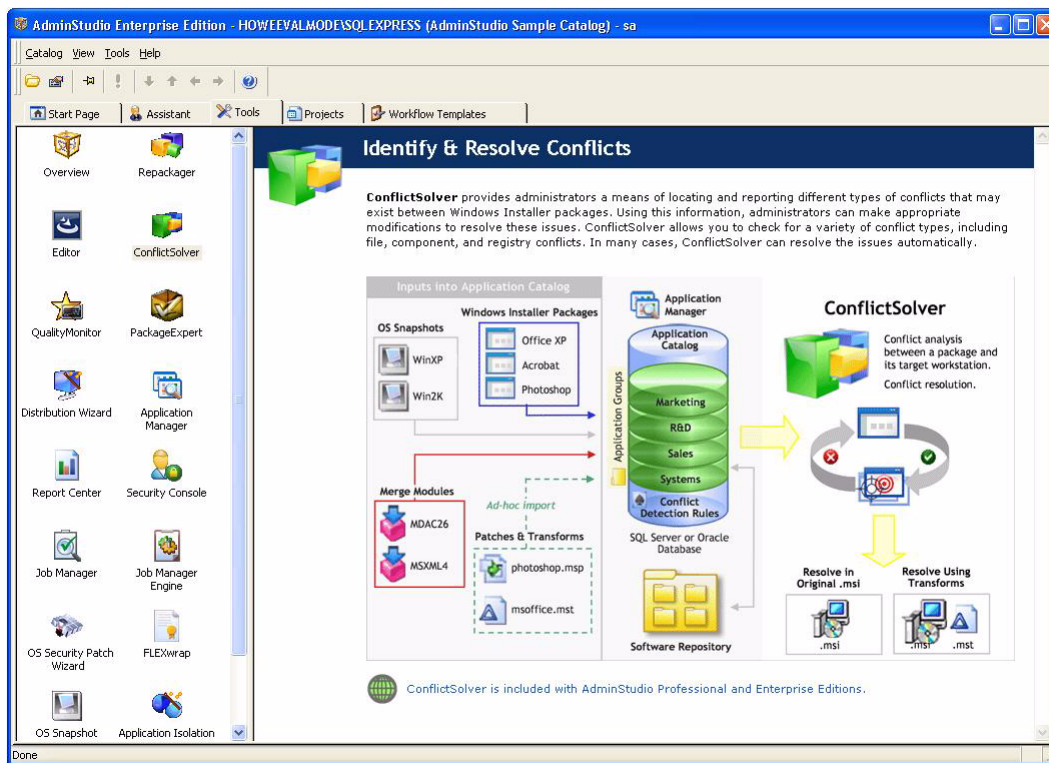 AdminStudio Enterprise Edition - HOWEEVALMODE\SQLEXPRESS (AdminStudio Sample Catalog) - sa
Catalog View Tools Help
Start Page
Assistant
Tools
Projects
Workflow Templates
Overview
Repackager
Editor
ConflictSolver
QualityMonitor
PackageExpert
Distribution Wizard
Application
Manager
Report Center
Security Console
Job Manager
Job Manager
Engine
OS Security Patch
Wizard
FLEXwrap
OS Snapshot
Application Isolation
Identify & Resolve Conflicts
ConflictSolver provides administrators a means of locating and reporting different types of conflicts that may
exist between Windows Installer packages. Using this information, administrators can make appropriate
modifications to resolve these issues. ConflictSolver allows you to check for a variety of conflict types, including
file, component, and registry conflicts. In many cases, ConflictSolver can resolve the issues automatically.
Inputs into Application Catalog
OS Snapshots
WinXP
Win2K
Windows Installer Packages
Office XP
Acrobat
Photoshop
Merge Modules
MDAC26
MSXML4
Ad-hoc import
Patches & Transforms
photoshop.msp
msoffice.mst
Application
Manager
Application
Catalog
Application Groups
Marketing
R&D
Sales
Systems
Conflict
Detection Rules
SQL Server or Oracle
Database
Software Repository
ConflictSolver
Conflict analysis
between a package and
its target workstation.
Conflict resolution.
Resolve in
Original .msi
.msi
Resolve Using
Transforms
.msi
.mst
ConflictSolver is included with AdminStudio Professional and Enterprise Editions.
Done